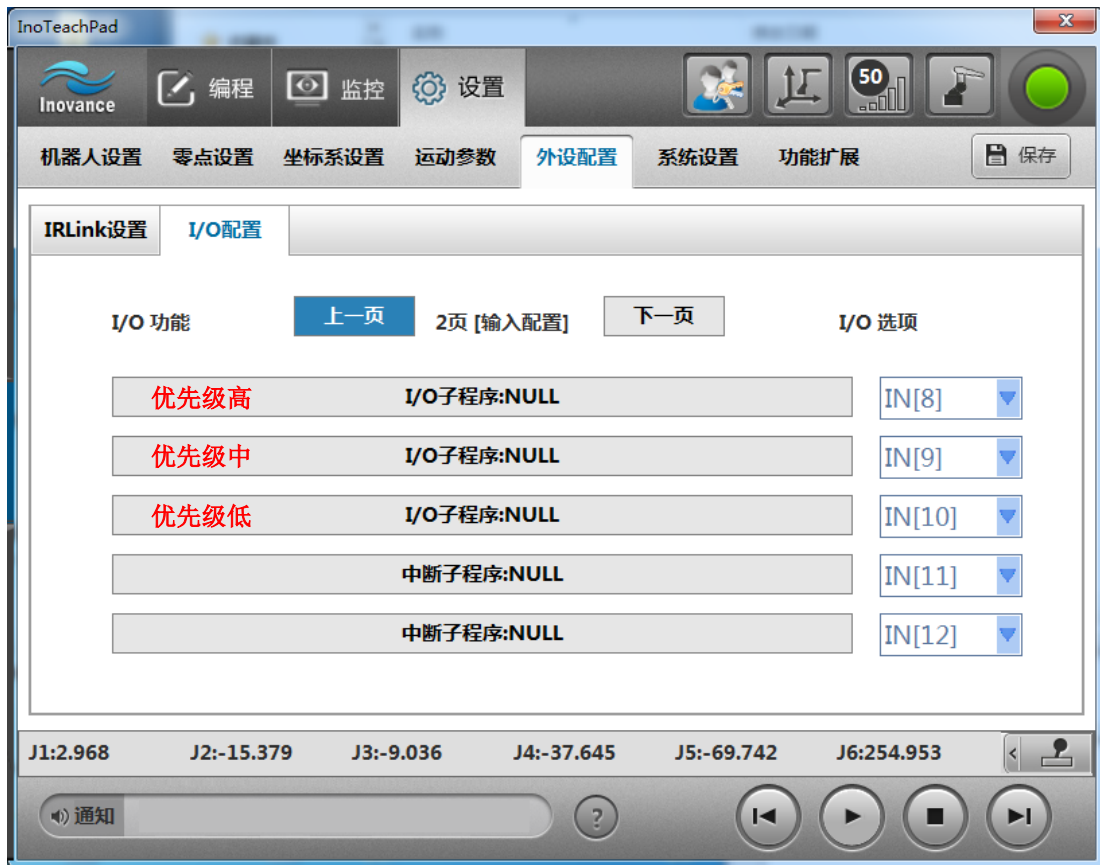 InoTeachPad
Inovance 编程 监控 设置 50
机器人设置 零点设置 坐标系设置 运动参数 外设配置 系统设置 功能扩展 保存
IRLink设置 I/O配置
I/O 功能 上一页 2页 [输入配置] 下一页 I/O 选项
优先级高 I/O子程序:NULL IN[8]
优先级中 I/O子程序:NULL IN[9]
优先级低 I/O子程序:NULL IN[10]
中断子程序:NULL IN[11]
中断子程序:NULL IN[12]
J1:2.968 J2:-15.379 J3:-9.036 J4:-37.645 J5:-69.742 J6:254.953 <
通知 ?